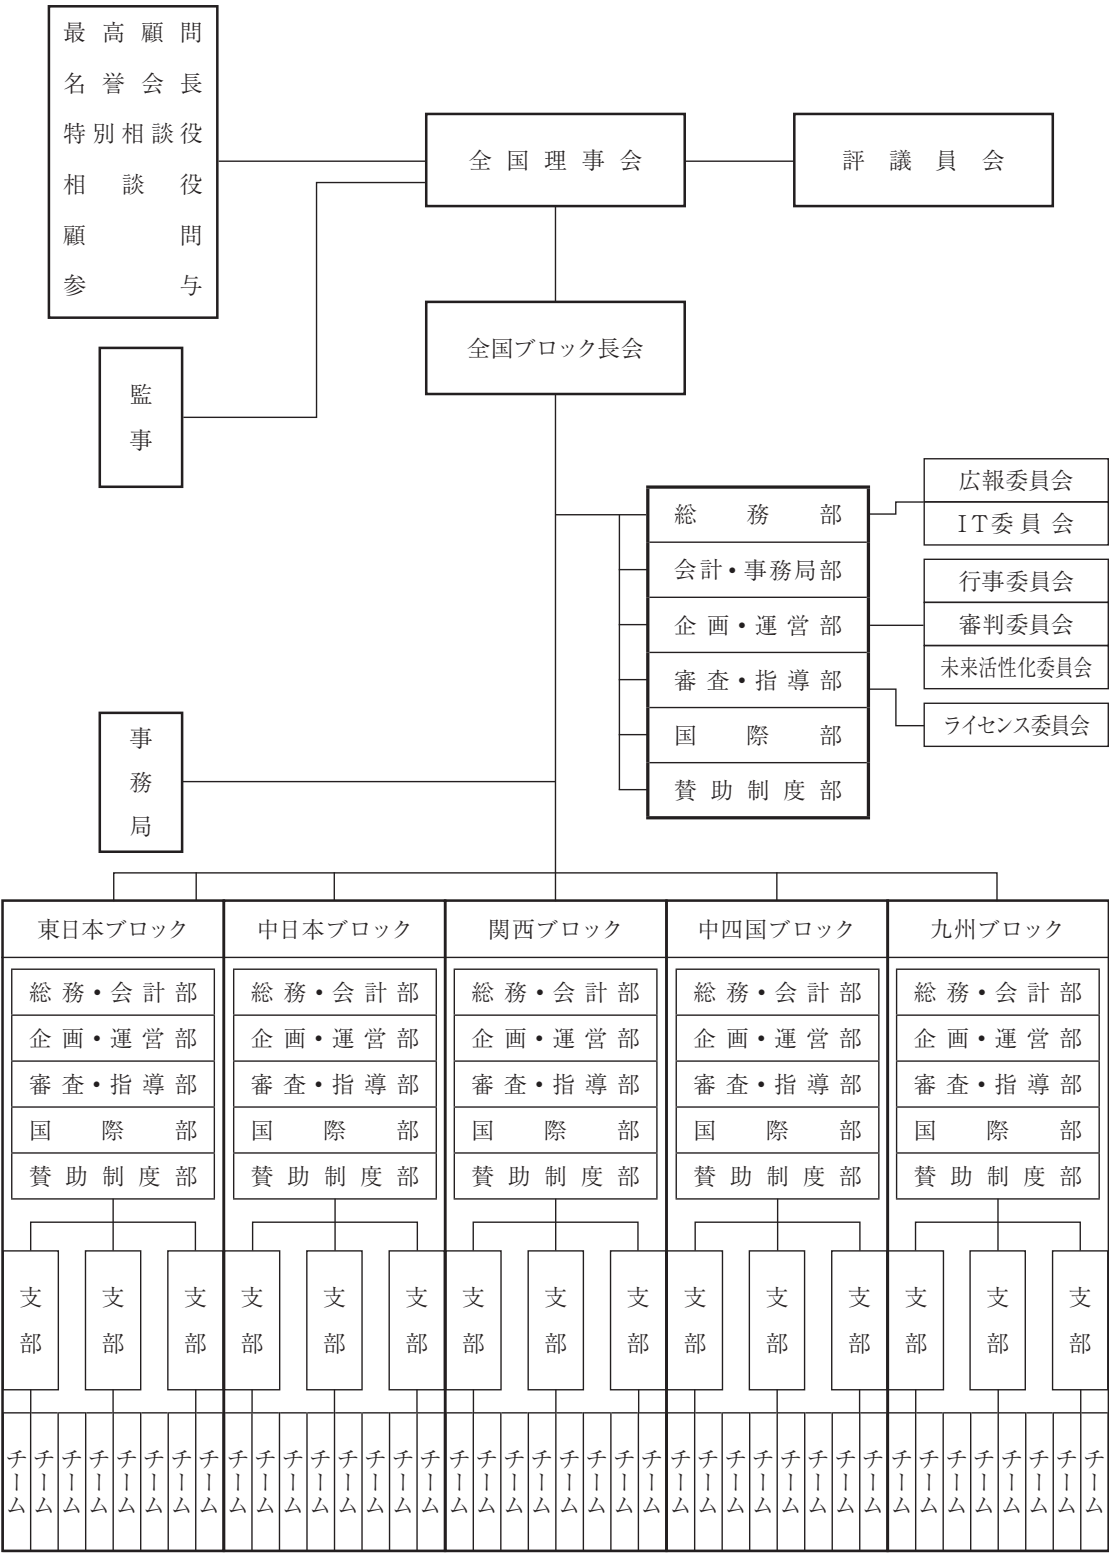 最高顧問
名誉会長
特別相談役
相談役
顧問
参与
全国理事会
評議員会
全国ブロック長会
監事
総務部
会計・事務局部
企画・運営部
審査・指導部
国際部
賛助制度部
広報委員会
IT委員会
行事委員会
審判委員会
未来活性化委員会
ライセンス委員会
事務局
東日本ブロック
総務・会計部
企画・運営部
審査・指導部
国際部
賛助制度部
支部
支部
支部
チーム
チーム
チーム
チーム
チーム
チーム
チーム
チーム
中日本ブロック
総務・会計部
企画・運営部
審査・指導部
国際部
賛助制度部
支部
支部
支部
チーム
チーム
チーム
チーム
チーム
チーム
チーム
チーム
関西ブロック
総務・会計部
企画・運営部
審査・指導部
国際部
賛助制度部
支部
支部
支部
チーム
チーム
チーム
チーム
チーム
チーム
チーム
チーム
中四国ブロック
総務・会計部
企画・運営部
審査・指導部
国際部
賛助制度部
支部
支部
支部
チーム
チーム
チーム
チーム
チーム
チーム
チーム
チーム
九州ブロック
総務・会計部
企画・運営部
審査・指導部
国際部
賛助制度部
支部
支部
支部
チーム
チーム
チーム
チーム
チーム
チーム
チーム
チーム